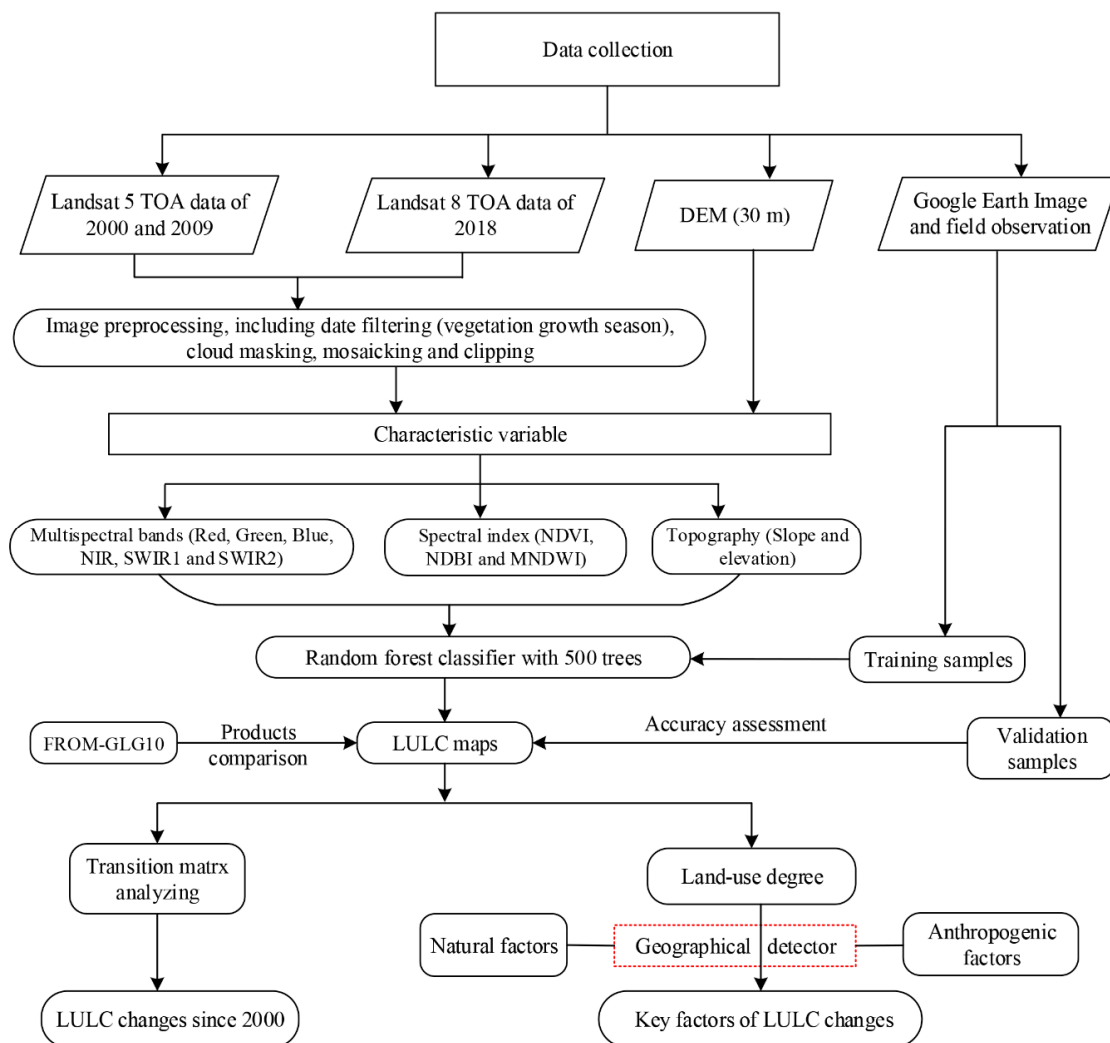 Data collection
Landsat 5 TOA data of
2000 and 2009
Landsat 8 TOA data of
2018
DEM (30 m)
Google Earth Image
and field observation
Image preprocessing, including date filtering (vegetation growth season),
cloud masking, mosaicking and clipping
Characteristic variable
Multispectral bands (Red, Green, Blue,
NIR, SWIR1 and SWIR2)
Spectral index (NDVI,
NDBI and MNDWI)
Topography (Slope and
elevation)
Random forest classifier with 500 trees
Training samples
FROM-GLG10
Products
comparison
LULC maps
Accuracy assessment
Validation
samples
Transition matrx
analyzing
Land-use degree
Natural factors
Geographical detector
Anthropogenic
factors
LULC changes since 2000
Key factors of LULC changes